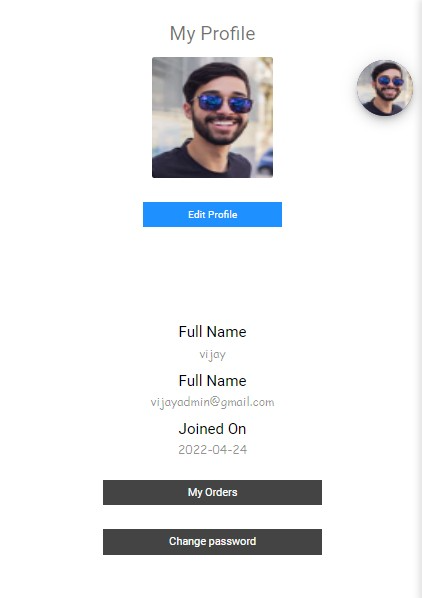 My Profile
Edit Profile
Full Name
vijay
Full Name
vijayadmin@gmail.com
Joined On
2022-04-24
My Orders
Change password